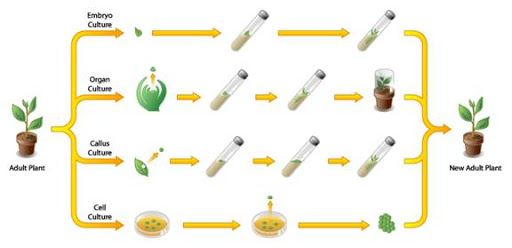 Embryo
Culture
Organ
Culture
Adult Plant
Callus
Culture
New Adult Plant
Cell
Culture